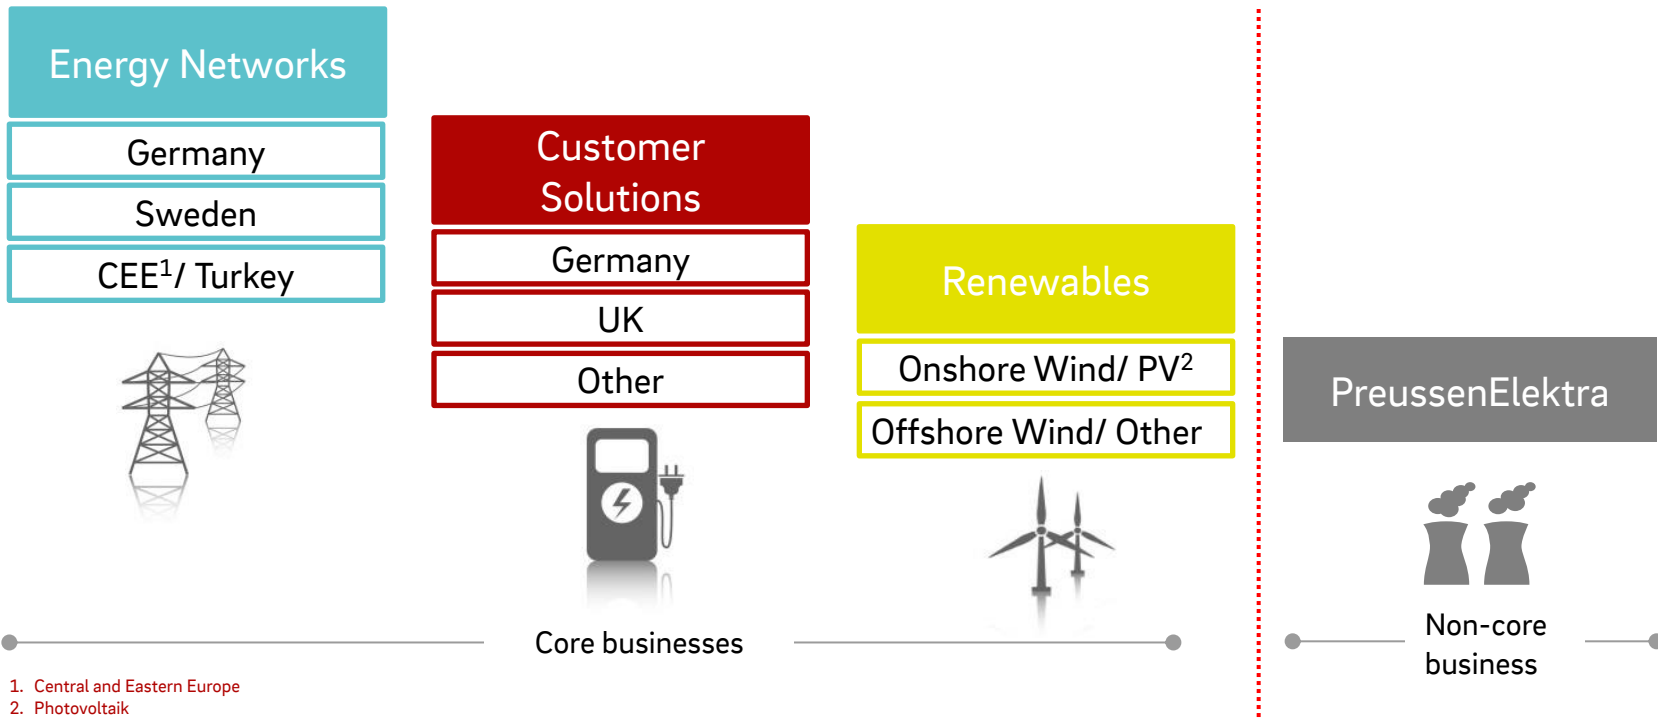 Energy Networks
Germany
Sweden
CEE¹/ Turkey
Customer
Solutions
Germany
UK
Other
Renewables
Onshore Wind/ PV²
Offshore Wind/ Other
PreussenElektra
Core businesses
Non-core
business
1. Central and Eastern Europe
2. Photovoltaik